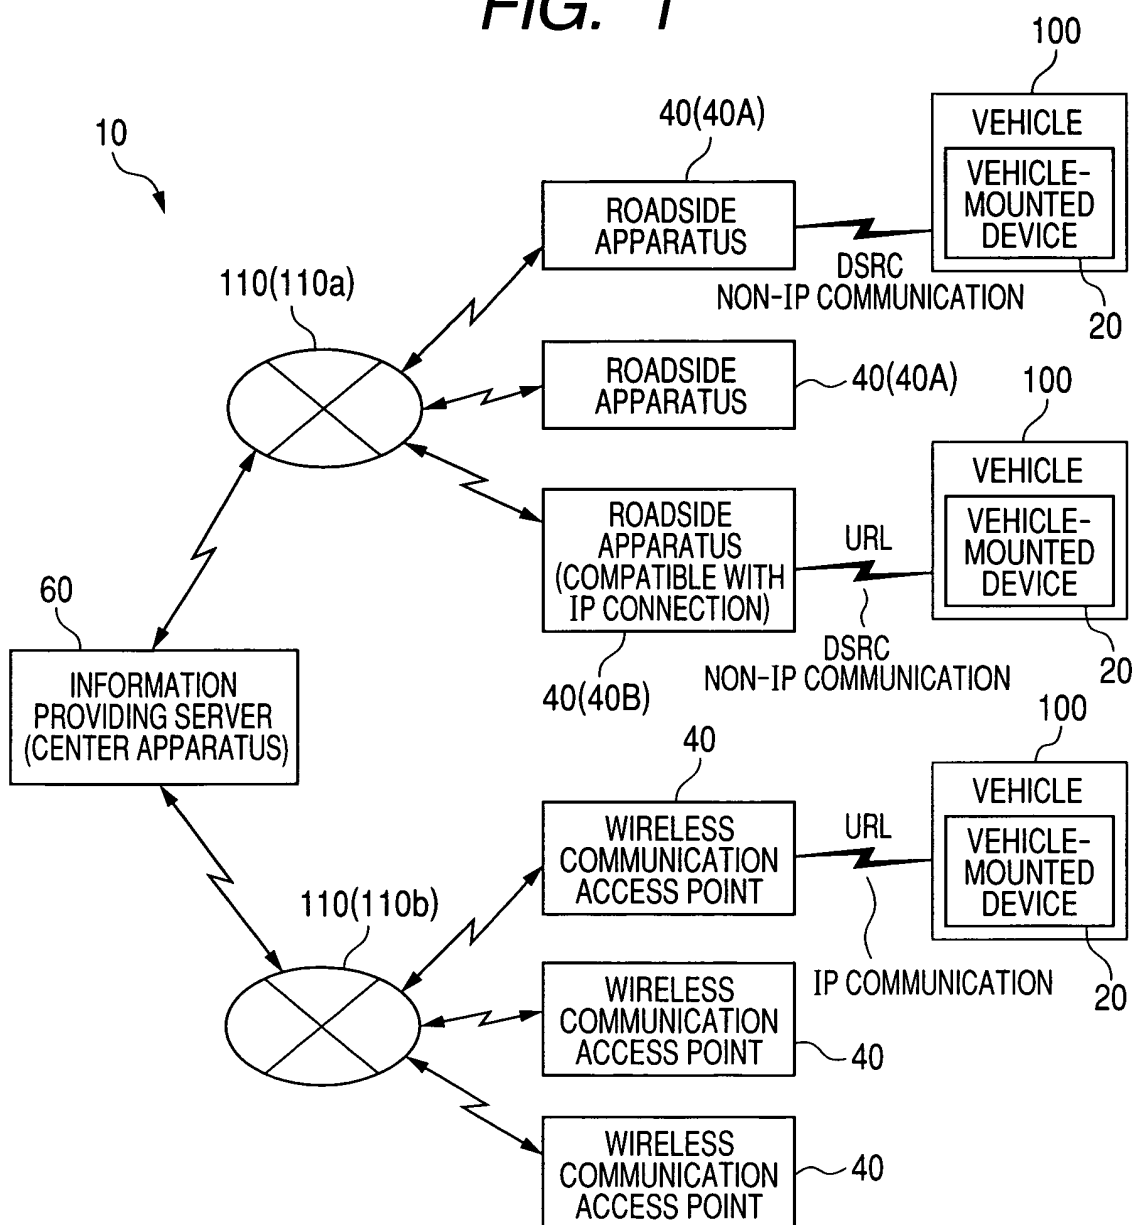 FIG. 1
100
10
40(40A)
VEHICLE
VEHICLE-
MOUNTED
DEVICE
ROADSIDE
APPARATUS
DSRC
NON-IP COMMUNICATION
20
110(110a)
ROADSIDE
APPARATUS
40(40A)
100
VEHICLE
VEHICLE-
MOUNTED
DEVICE
ROADSIDE
APPARATUS
(COMPATIBLE WITH
IP CONNECTION)
URL
DSRC
NON-IP COMMUNICATION
20
40(40B)
60
INFORMATION
PROVIDING SERVER
(CENTER APPARATUS)
40
100
VEHICLE
VEHICLE-
MOUNTED
DEVICE
WIRELESS
COMMUNICATION
ACCESS POINT
URL
IP COMMUNICATION
20
110(110b)
WIRELESS
COMMUNICATION
ACCESS POINT
40
WIRELESS
COMMUNICATION
ACCESS POINT
40